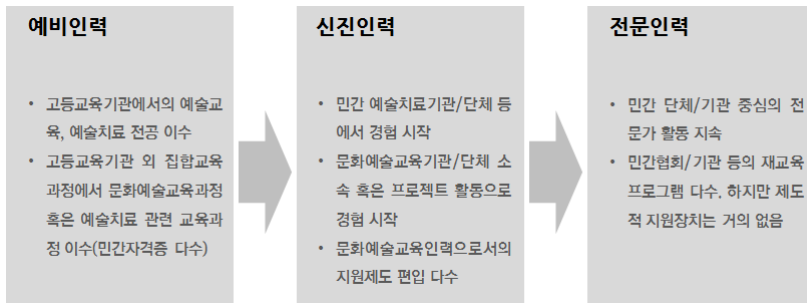 예비인력
• 고등교육기관에서의 예술교
육, 예술치료 전공 이수
• 고등교육기관 외 집합교육
과정에서 문화예술교육과정
혹은 예술치료 관련 교육과
정 이수(민간자격증 다수)
신진인력
• 민간 예술치료기관/단체 등
에서 경험 시작
• 문화예술교육기관/단체 소
속 혹은 프로젝트 활동으로
경험 시작
• 문화예술교육인력으로서의
지원제도 편입 다수
전문인력
• 민간 단체/기관 중심의 전
문가 활동 지속
• 민간협회/기관 등의 재교육
프로그램 다수. 하지만 제도
적 지원장치는 거의 없음